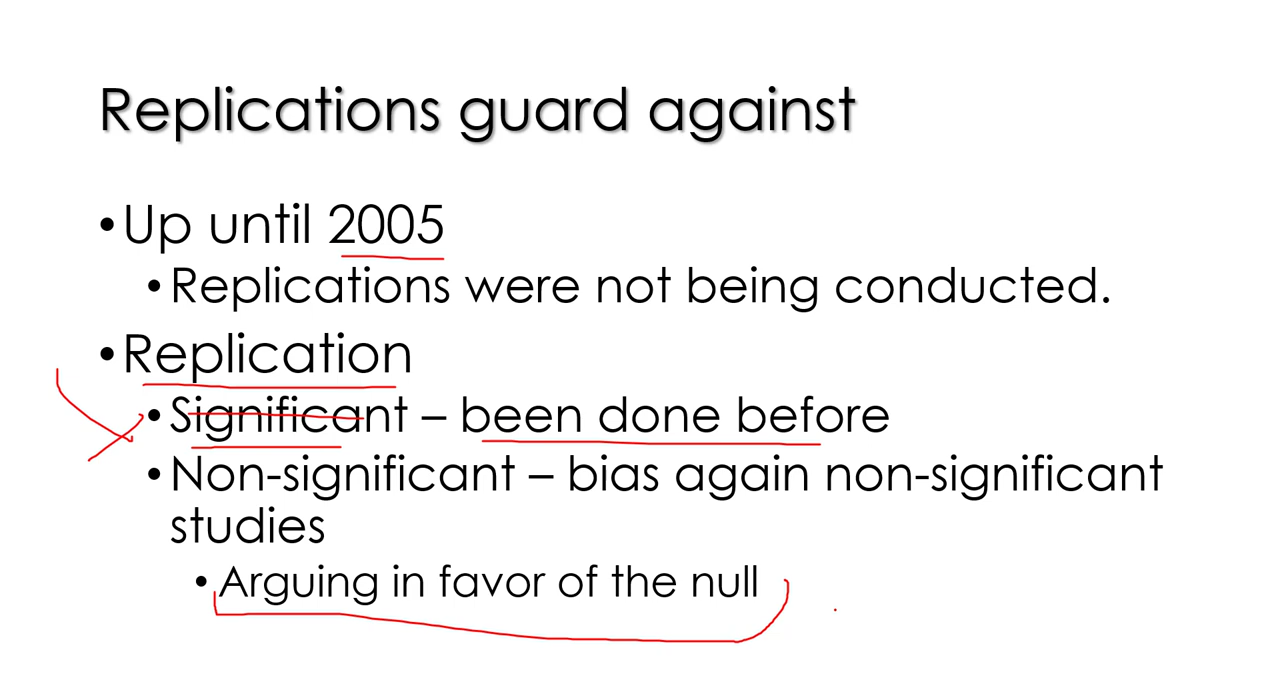 Replications guard against
•Up until 2005
•Replications were not being conducted.
•Replication
•Significant – been done before
•Non-significant – bias again non-significant
studies
•Arguing in favor of the null